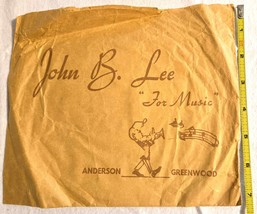 John B. Lee
"For Music"
ANDERSON GREENWOOD